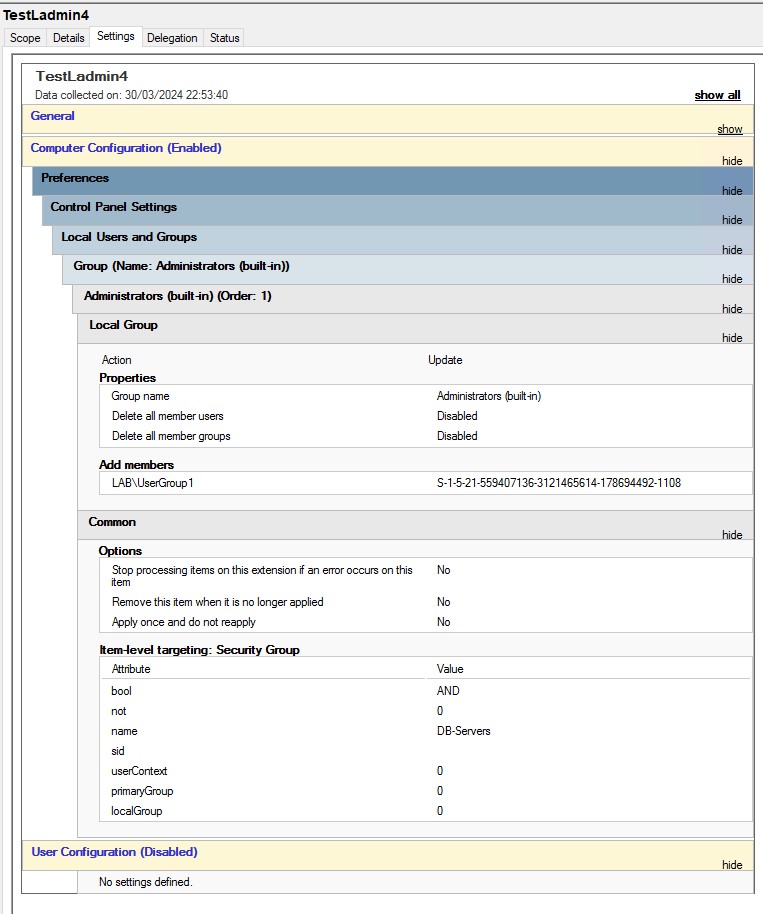 TestLadmin4
Scope Details Settings Delegation Status
TestLadmin4
Data collected on: 30/03/2024 22:53:40 show all
General
show
Computer Configuration (Enabled)
hide
Preferences
hide
Control Panel Settings
hide
Local Users and Groups
hide
Group (Name: Administrators (built-in))
hide
Administrators (built-in) (Order: 1)
hide
Local Group
hide
Action Update
Properties
Group name Administrators (built-in)
Delete all member users Disabled
Delete all member groups Disabled
Add members
LAB\UserGroup1 S-1-5-21-559407136-3121465614-178694492-1108
Common
hide
Options
Stop processing items on this extension if an error occurs on this No
item
Remove this item when it is no longer applied No
Apply once and do not reapply No
Item-level targeting: Security Group
Attribute Value
bool AND
not 0
name DB-Servers
sid
userContext 0
primaryGroup 0
localGroup 0
User Configuration (Disabled)
hide
No settings defined.